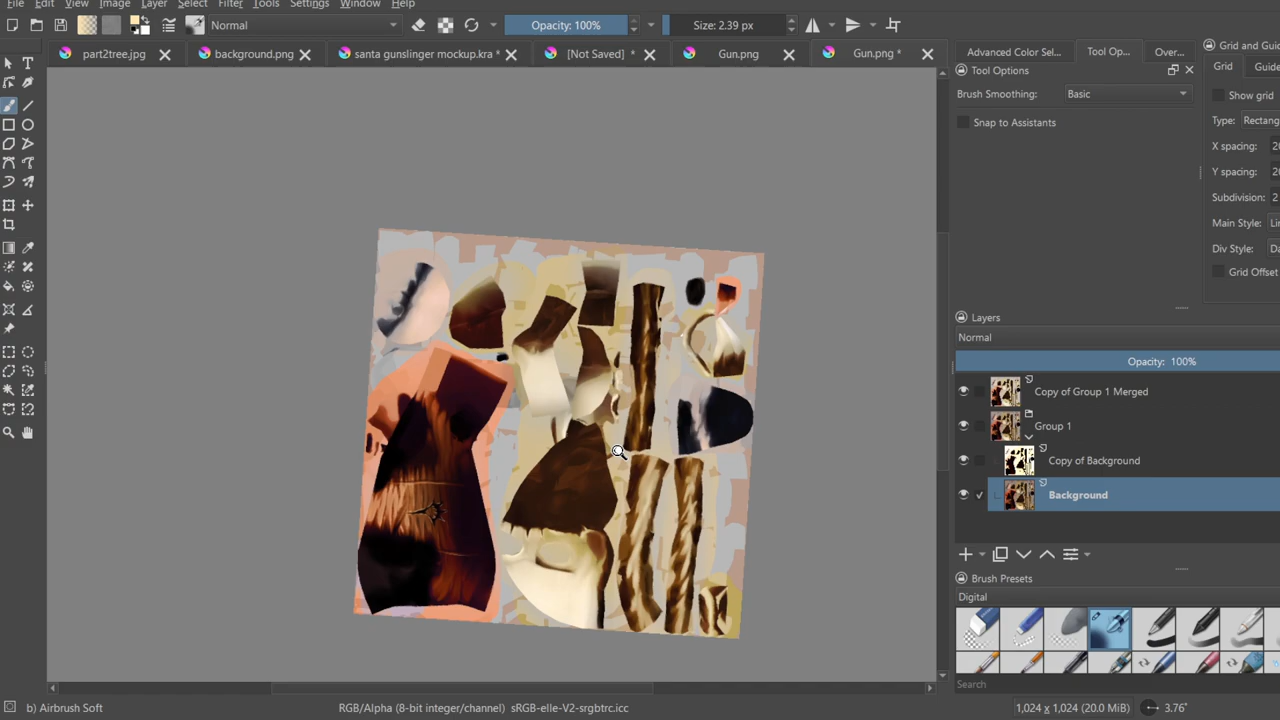 File Edit View Image Layer Select Filter Tools Settings Window Help
Normal Opacity: 100% Size: 2.39 px
part2tree.jpg background.png santa gunslinger mockup.kra * [Not Saved] * Gun.png Gun.png *
Advanced Color Sel... Tool Op... Over... Grid and Guid
Tool Options
Grid Guide
Brush Smoothing: Basic
Show grid
Snap to Assistants
Type: Rectang
X spacing: 20
Y spacing: 20
Subdivision: 2
Main Style: Lin
Div Style: Da
Grid Offset
Layers
Normal
Opacity: 100%
Copy of Group 1 Merged
Group 1
Copy of Background
Background
Brush Presets
Digital
Search
b) Airbrush Soft RGB/Alpha (8-bit integer/channel) sRGB-elle-V2-srgbtrc.icc 1,024 x 1,024 (20.0 MiB) 3.76°